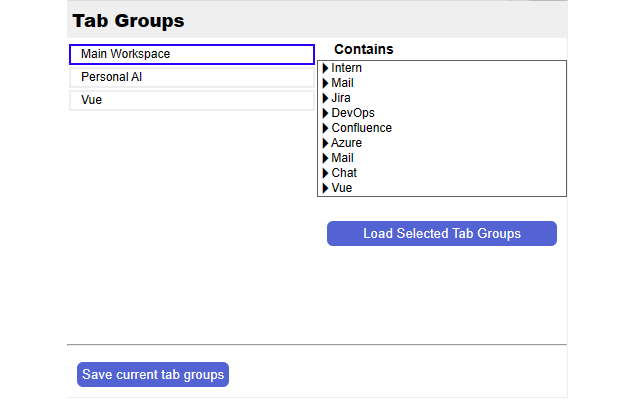 Tab Groups
Main Workspace
Personal AI
Vue
Contains
Intern
Mail
Jira
DevOps
Confluence
Azure
Mail
Chat
Vue
Load Selected Tab Groups
Save current tab groups